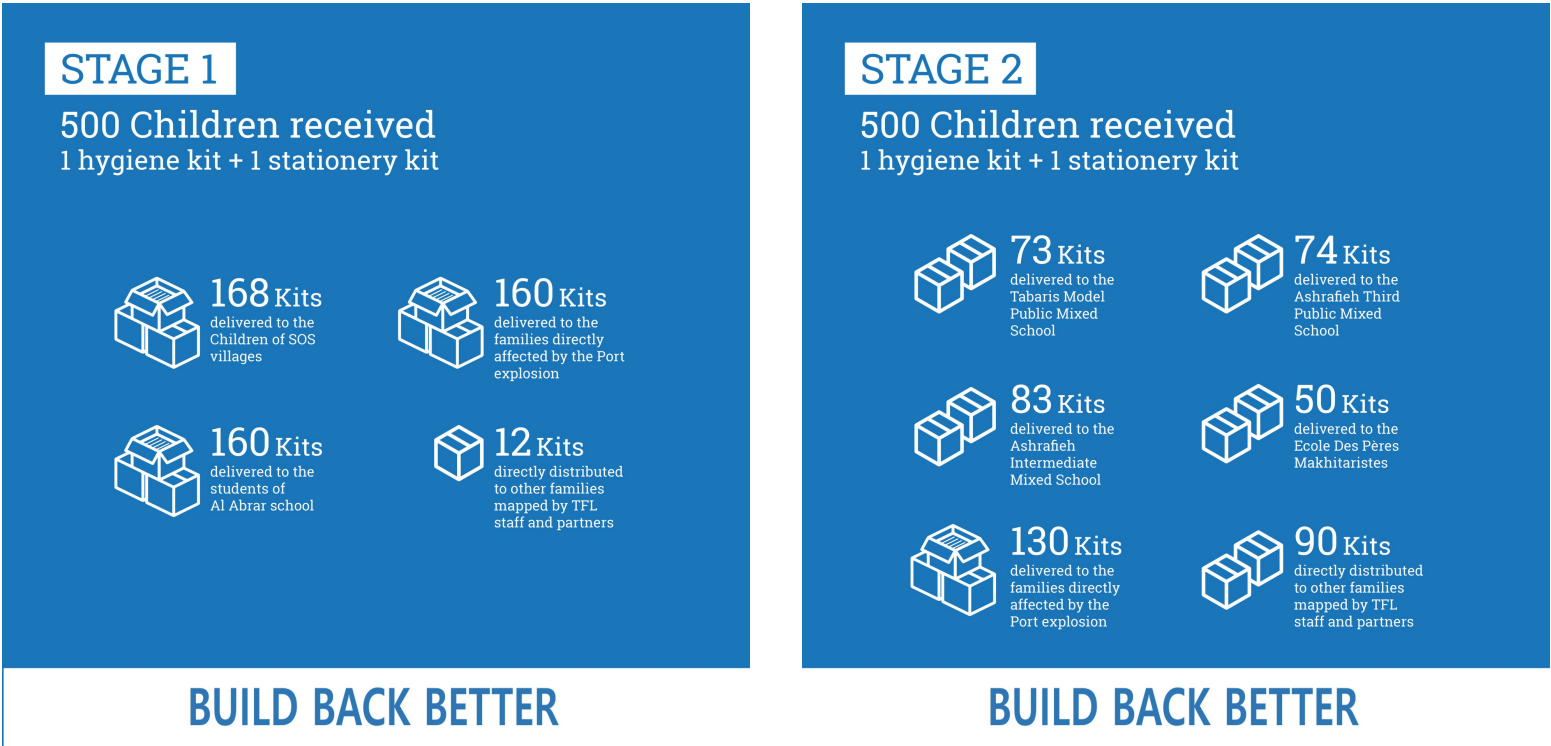 STAGE 1
500 Children received
1 hygiene kit + 1 stationery kit
168 Kits
delivered to the
Children of SOS
villages
160 Kits
delivered to the
families directly
affected by the Port
explosion
160 Kits
delivered to the
students of
Al Abrar school
12 Kits
directly distributed
to other families
mapped by TFL
staff and partners
BUILD BACK BETTER
STAGE 2
500 Children received
1 hygiene kit + 1 stationery kit
73 Kits
delivered to the
Tabaris Model
Public Mixed
School
74 Kits
delivered to the
Ashrafieh Third
Public Mixed
School
83 Kits
delivered to the
Ashrafieh
Intermediate
Mixed School
50 Kits
delivered to the
Ecole Des Pères
Makhitaristes
130 Kits
delivered to the
families directly
affected by the
Port explosion
90 Kits
directly distributed
to other families
mapped by TFL
staff and partners
BUILD BACK BETTER